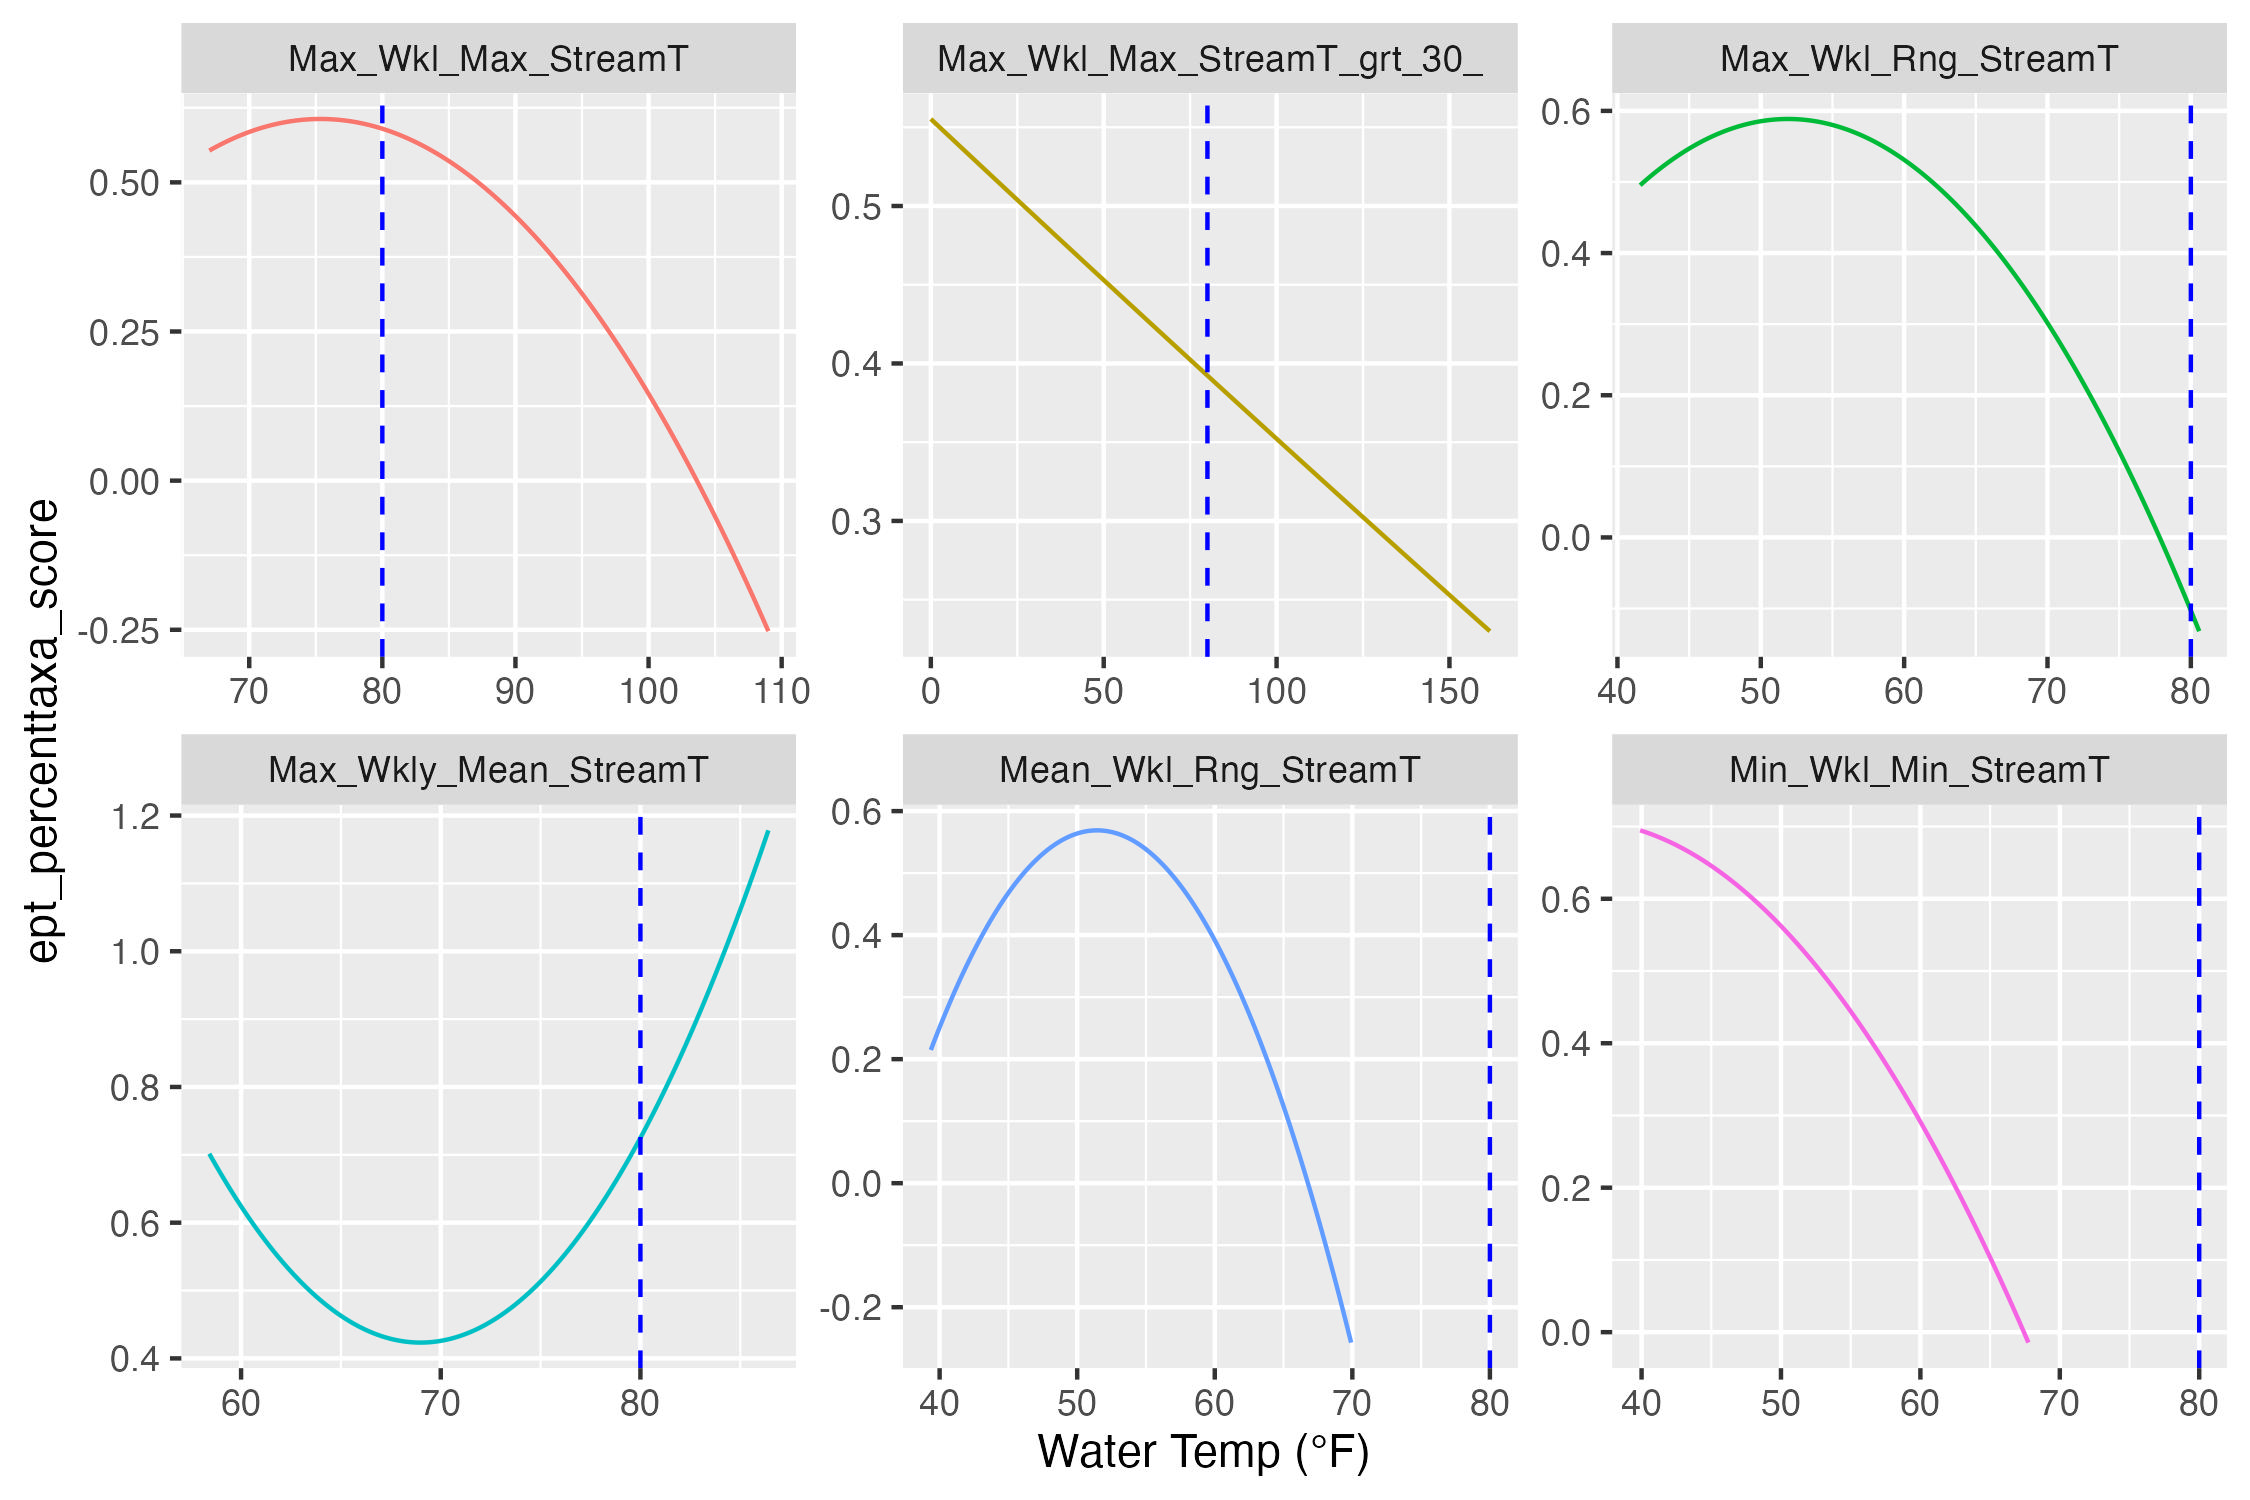 Max_Wkl_Max_StreamT
Max_Wkl_Max_StreamT_grt_30_
Max_Wkl_Rng_StreamT
0.50
0.25
0.00
-0.25
70 80 90 100 110
0.5
0.4
0.3
0 50 100 150
0.6
0.4
0.2
0.0
40 50 60 70 80
Max_Wkly_Mean_StreamT
Mean_Wkl_Rng_StreamT
Min_Wkl_Min_StreamT
1.2
1.0
0.8
0.6
0.4
60 70 80
0.6
0.4
0.2
0.0
-0.2
40 50 60 70 80
0.6
0.4
0.2
0.0
40 50 60 70 80
ept_percenttaxa_score
Water Temp (°F)